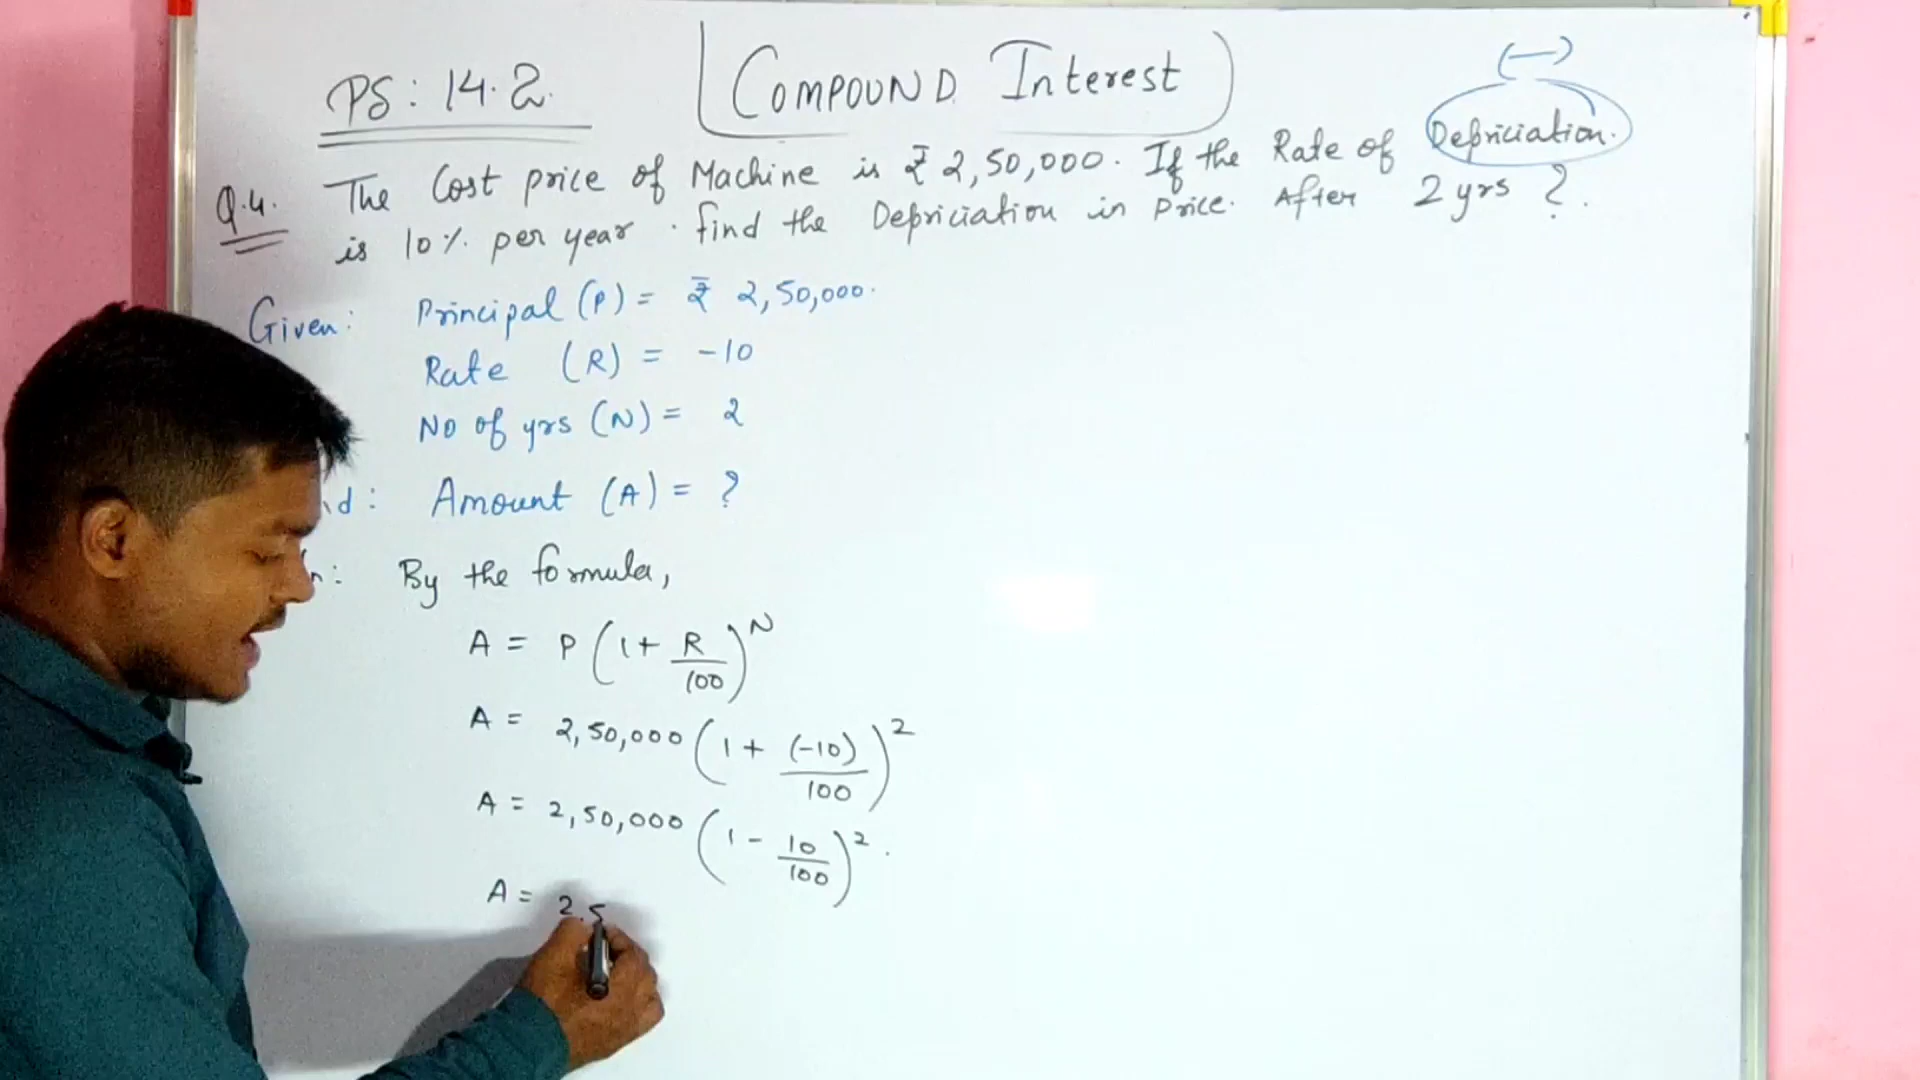 PS: 14.2.
COMPOUND Interest
(-)
Q.4. The Cost price of Machine is ₹ 2,50,000. If the Rate of Depriciation.
is 10% per year. find the Depriciation in price. After 2 yrs ?.
Given: Principal (P) = ₹ 2,50,000.
Rate (R) = -10
No of yrs (N) = 2
Amount (A) = ?
By the formula,
A = P (1 + R/100)^N
A = 2,50,000 (1 + (-10)/100)^2
A = 2,50,000 (1 - 10/100)^2.
A = 2,5